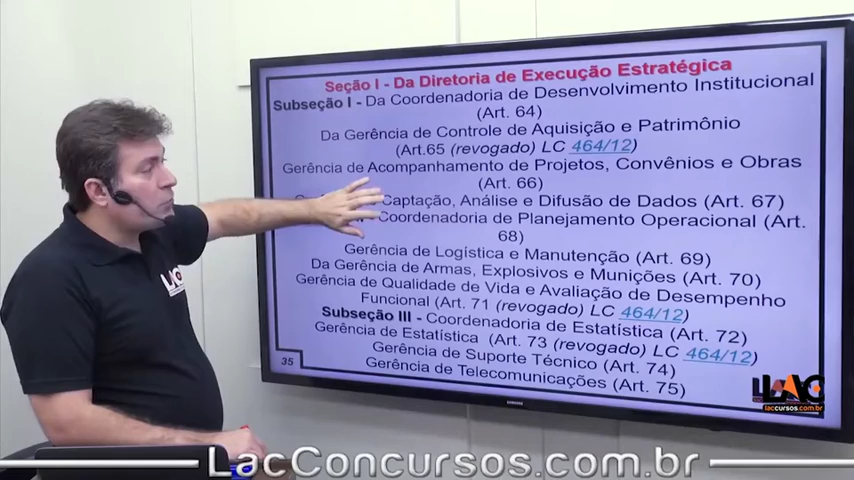 Seção I - Da Diretoria de Execução Estratégica
Subseção I - Da Coordenadoria de Desenvolvimento Institucional
(Art. 64)
Da Gerência de Controle de Aquisição e Patrimônio
(Art.65 (revogado) LC 464/12)
Gerência de Acompanhamento de Projetos, Convênios e Obras
(Art. 66)
Captação, Análise e Difusão de Dados (Art. 67)
Coordenadoria de Planejamento Operacional (Art.
68)
Gerência de Logística e Manutenção (Art. 69)
Da Gerência de Armas, Explosivos e Munições (Art. 70)
Gerência de Qualidade de Vida e Avaliação de Desempenho
Funcional (Art. 71 (revogado) LC 464/12)
Subseção III - Coordenadoria de Estatística (Art. 72)
Gerência de Estatística (Art. 73 (revogado) LC 464/12)
Gerência de Suporte Técnico (Art. 74)
Gerência de Telecomunicações (Art. 75)
35
LAC
laccursos.com.br
SAMSUNG
LacConcursos.com.br